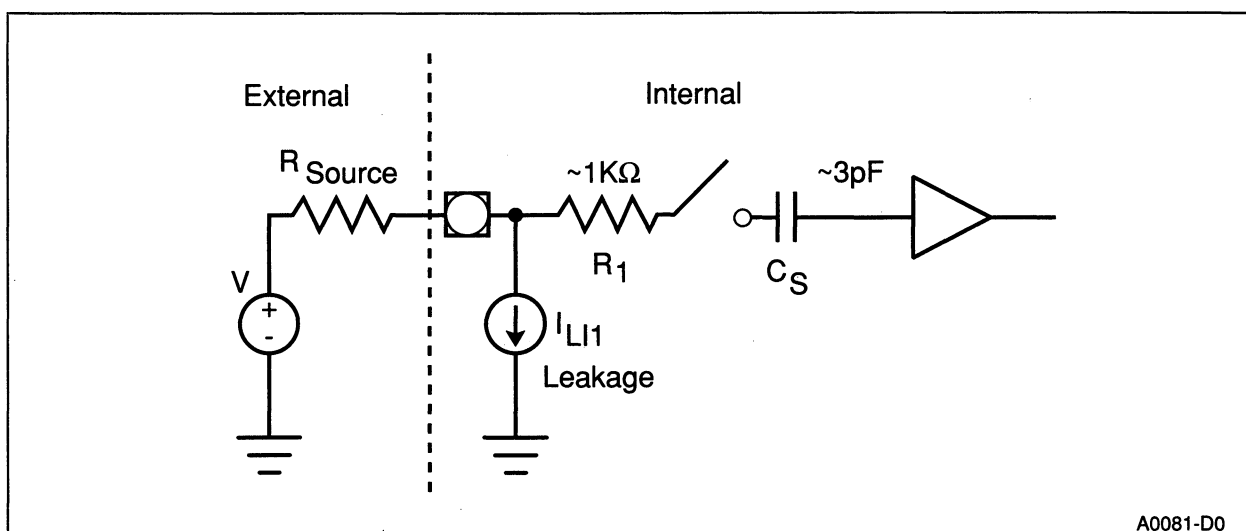 External
Internal
R Source
~1KΩ
~3pF
R1
CS
V
+
-
ILI1
Leakage
A0081-D0